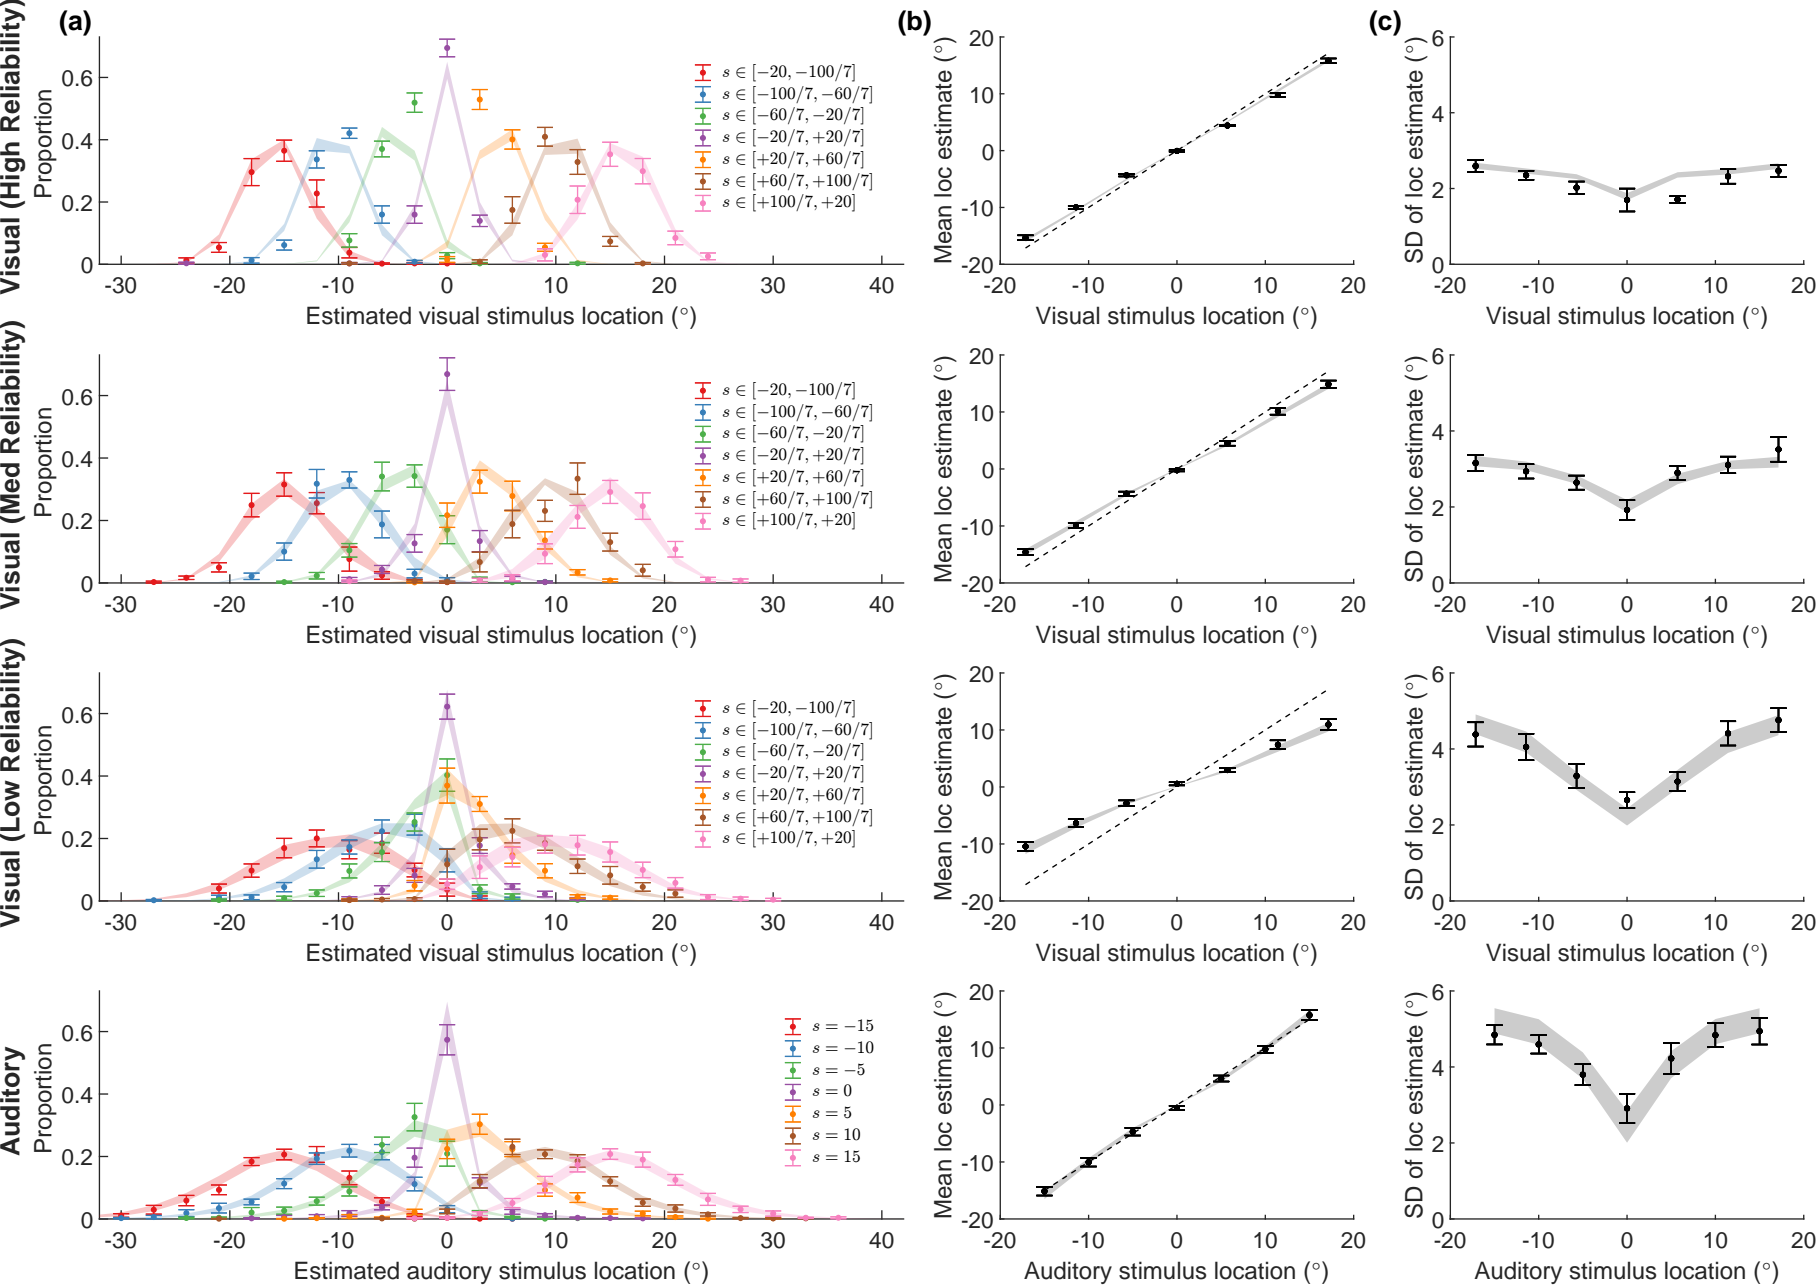 (a)
(b)
(c)
Visual (High Reliability)
Proportion
0.6
0.4
0.2
0
-30
-20
-10
0
10
20
30
40
Estimated visual stimulus location (°)
s ∈ [−20, −100/7]
s ∈ [−100/7, −60/7]
s ∈ [−60/7, −20/7]
s ∈ [−20/7, +20/7]
s ∈ [+20/7, +60/7]
s ∈ [+60/7, +100/7]
s ∈ [+100/7, +20]
Mean loc estimate (°)
20
10
0
-10
-20
-20
-10
0
10
20
Visual stimulus location (°)
SD of loc estimate (°)
6
4
2
0
-20
-10
0
10
20
Visual stimulus location (°)
Visual (Med Reliability)
Proportion
0.6
0.4
0.2
0
-30
-20
-10
0
10
20
30
40
Estimated visual stimulus location (°)
s ∈ [−20, −100/7]
s ∈ [−100/7, −60/7]
s ∈ [−60/7, −20/7]
s ∈ [−20/7, +20/7]
s ∈ [+20/7, +60/7]
s ∈ [+60/7, +100/7]
s ∈ [+100/7, +20]
Mean loc estimate (°)
20
10
0
-10
-20
-20
-10
0
10
20
Visual stimulus location (°)
SD of loc estimate (°)
6
4
2
0
-20
-10
0
10
20
Visual stimulus location (°)
Visual (Low Reliability)
Proportion
0.6
0.4
0.2
0
-30
-20
-10
0
10
20
30
40
Estimated visual stimulus location (°)
s ∈ [−20, −100/7]
s ∈ [−100/7, −60/7]
s ∈ [−60/7, −20/7]
s ∈ [−20/7, +20/7]
s ∈ [+20/7, +60/7]
s ∈ [+60/7, +100/7]
s ∈ [+100/7, +20]
Mean loc estimate (°)
20
10
0
-10
-20
-20
-10
0
10
20
Visual stimulus location (°)
SD of loc estimate (°)
6
4
2
0
-20
-10
0
10
20
Visual stimulus location (°)
Auditory
Proportion
0.6
0.4
0.2
0
-30
-20
-10
0
10
20
30
40
Estimated auditory stimulus location (°)
s = −15
s = −10
s = −5
s = 0
s = 5
s = 10
s = 15
Mean loc estimate (°)
20
10
0
-10
-20
-20
-10
0
10
20
Auditory stimulus location (°)
SD of loc estimate (°)
6
4
2
0
-20
-10
0
10
20
Auditory stimulus location (°)